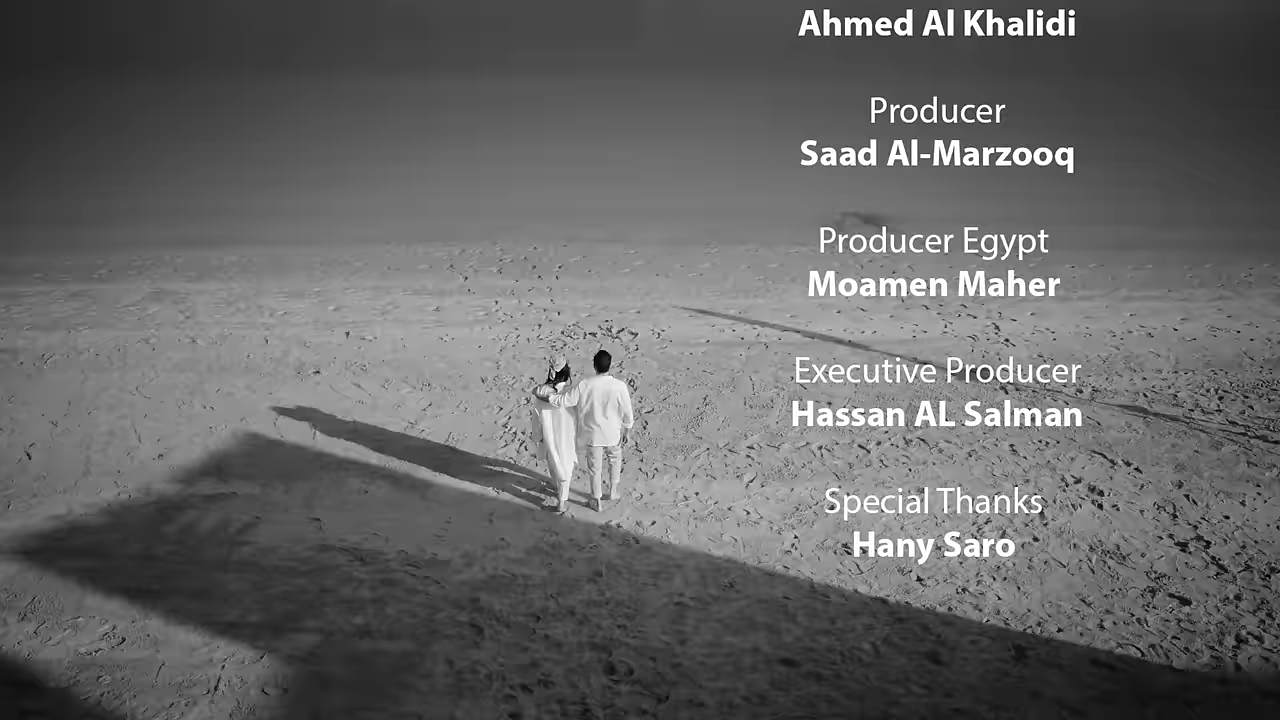 Ahmed Al Khalidi
Producer
Saad Al-Marzooq
Producer Egypt
Moamen Maher
Executive Producer
Hassan AL Salman
Special Thanks
Hany Saro